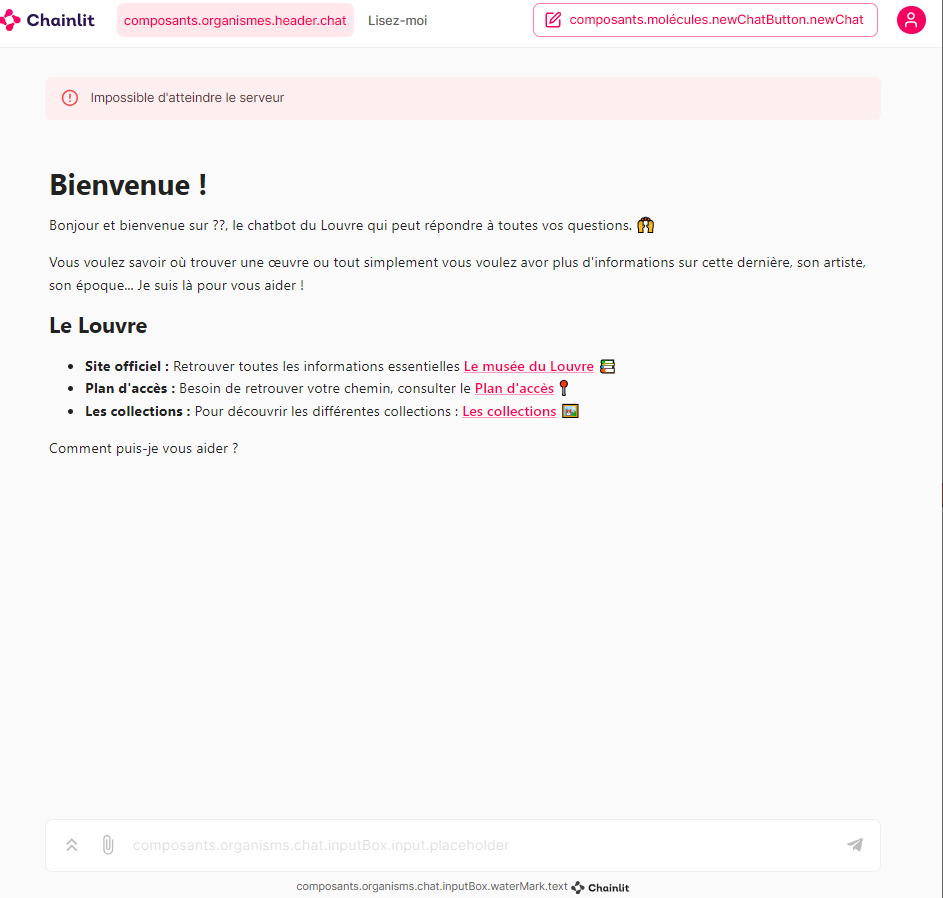 Chainlit
composants.organismes.header.chat
Lisez-moi
composants.molécules.newChatButton.newChat
Impossible d'atteindre le serveur
Bienvenue !
Bonjour et bienvenue sur ??, le chatbot du Louvre qui peut répondre à toutes vos questions.
Vous voulez savoir où trouver une œuvre ou tout simplement vous voulez avor plus d'informations sur cette dernière, son artiste,
son époque... Je suis là pour vous aider !
Le Louvre
• Site officiel : Retrouver toutes les informations essentielles Le musée du Louvre 📚
• Plan d'accès : Besoin de retrouver votre chemin, consulter le Plan d'accès 📍
• Les collections : Pour découvrir les différentes collections : Les collections 🖼️
Comment puis-je vous aider ?
composants.organisms.chat.inputBox.input.placeholder
composants.organisms.chat.inputBox.waterMark.text Chainlit